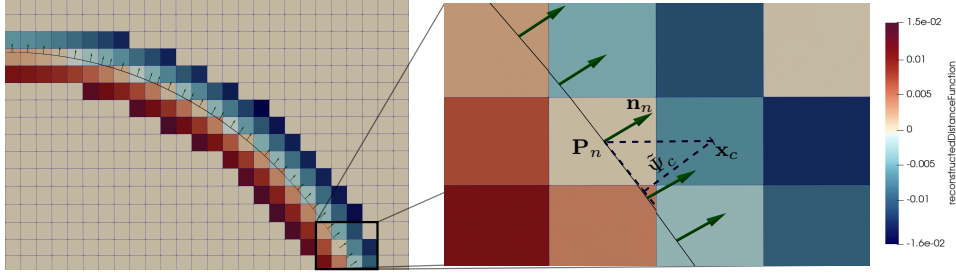 n_n
P_n
Ψ̃_c
x_c
1.5e-02
0.01
0.005
0
-0.005
-0.01
-1.6e-02
reconstructedDistanceFunction